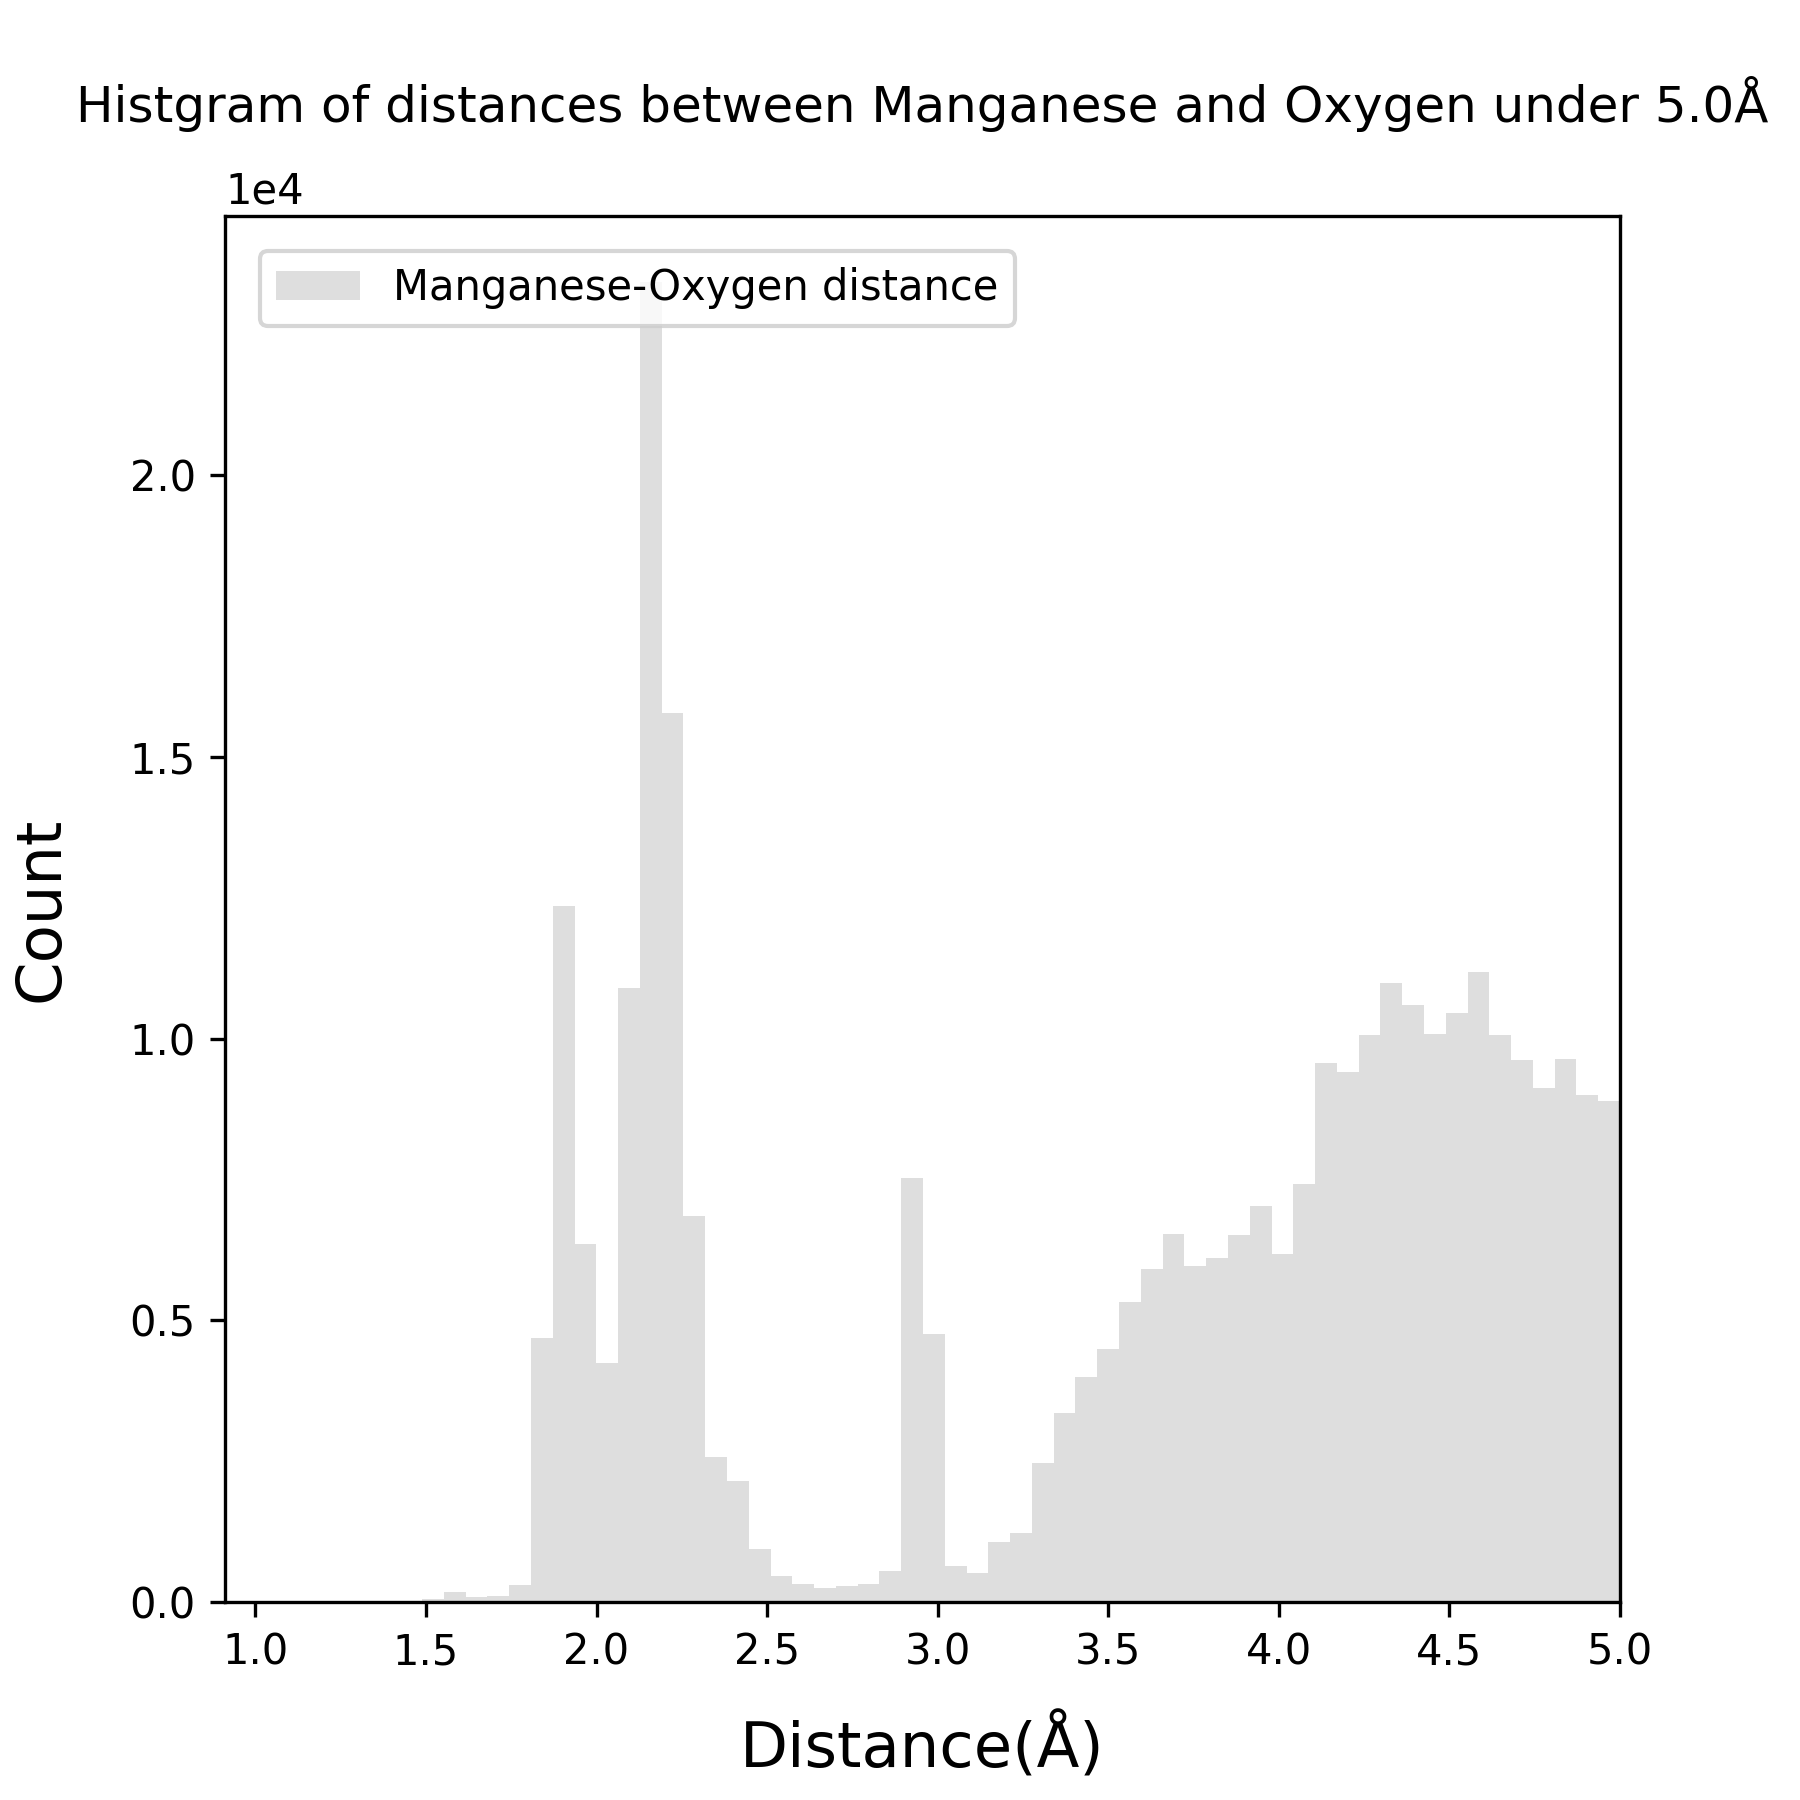 Histgram of distances between Manganese and Oxygen under 5.0Å
1e4
Manganese-Oxygen distance
2.0
1.5
1.0
0.5
0.0
Count
1.0 1.5 2.0 2.5 3.0 3.5 4.0 4.5 5.0
Distance(Å)